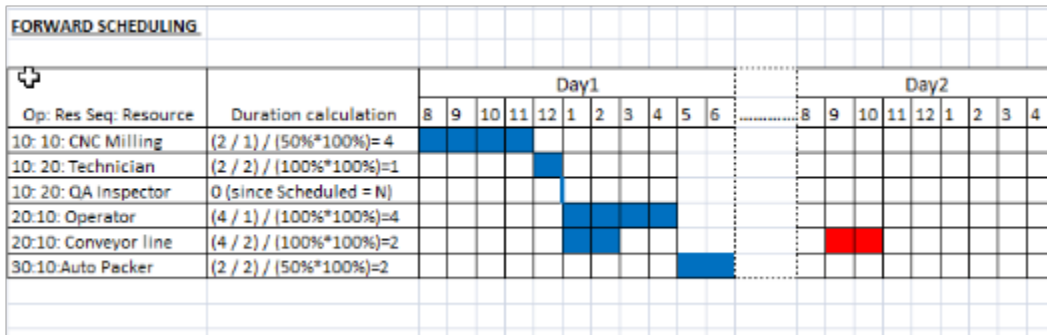 FORWARD SCHEDULING
Day1 Day2
Op: Res Seq: Resource Duration calculation 8 9 10 11 12 1 2 3 4 5 6 .............. 8 9 10 11 12 1 2 3 4
10: 10: CNC Milling (2 / 1) / (50%*100%)= 4
10: 20: Technician (2 / 2) / (100%*100%)=1
10: 20: QA Inspector 0 (since Scheduled = N)
20:10: Operator (4 / 1) / (100%*100%)=4
20:10: Conveyor line (4 / 2) / (100%*100%)=2
30:10:Auto Packer (2 / 2) / (50%*100%)=2